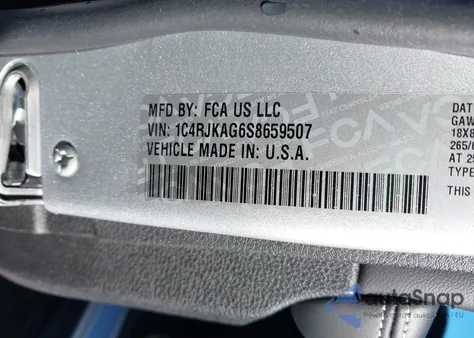 MFD BY: FCA US LLC
VIN: 1C4RJKAG6S8659507
VEHICLE MADE IN: U.S.A.
DAT
GAW
18X8
265/6
AT 25
TYPE
THIS
autoSnap